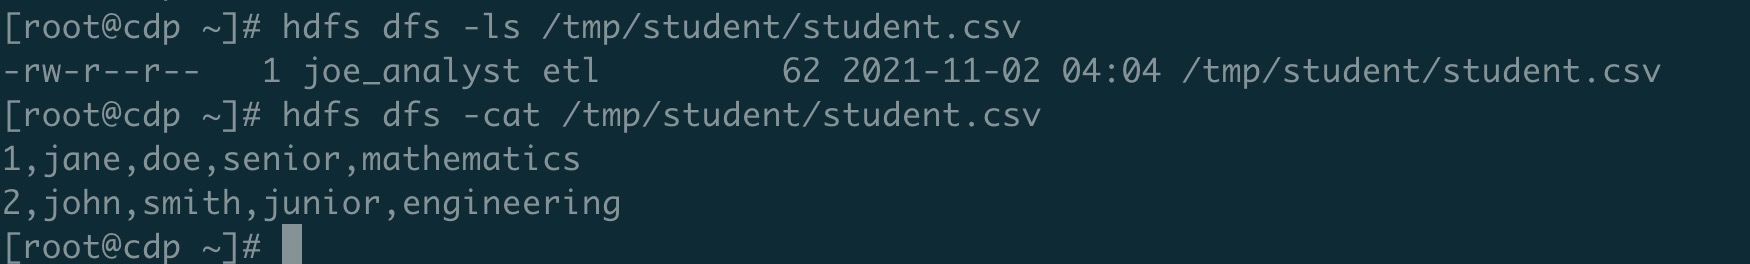 [root@cdp ~]# hdfs dfs -ls /tmp/student/student.csv
-rw-r--r--   1 joe_analyst etl         62 2021-11-02 04:04 /tmp/student/student.csv
[root@cdp ~]# hdfs dfs -cat /tmp/student/student.csv
1,jane,doe,senior,mathematics
2,john,smith,junior,engineering
[root@cdp ~]#